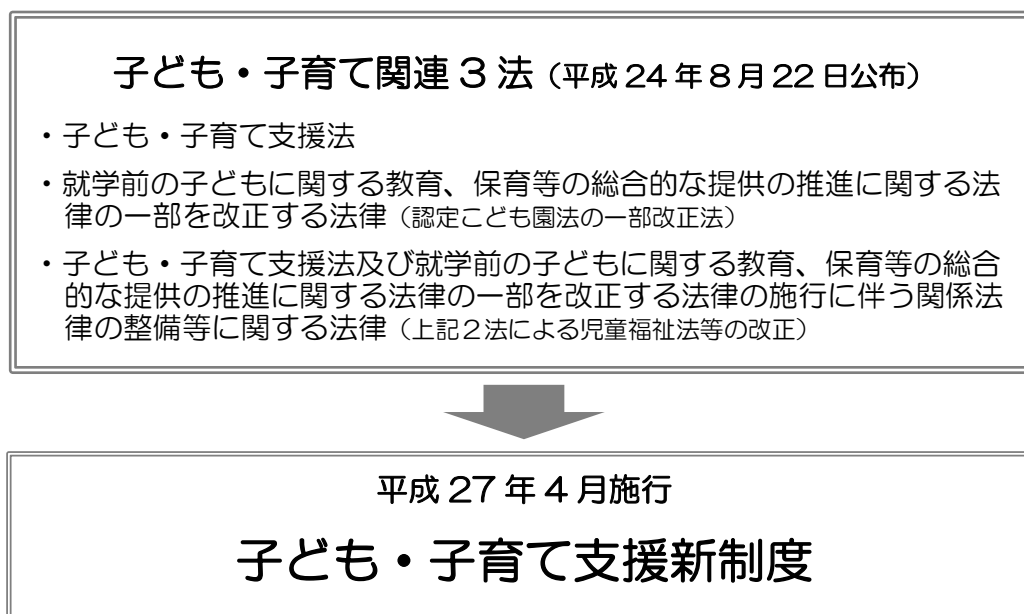 子ども・子育て関連3法（平成24年8月22日公布）
・子ども・子育て支援法
・就学前の子どもに関する教育、保育等の総合的な提供の推進に関する法
律の一部を改正する法律（認定こども園法の一部改正法）
・子ども・子育て支援法及び就学前の子どもに関する教育、保育等の総合
的な提供の推進に関する法律の一部を改正する法律の施行に伴う関係法
律の整備等に関する法律（上記２法による児童福祉法等の改正）
平成27年4月施行
子ども・子育て支援新制度